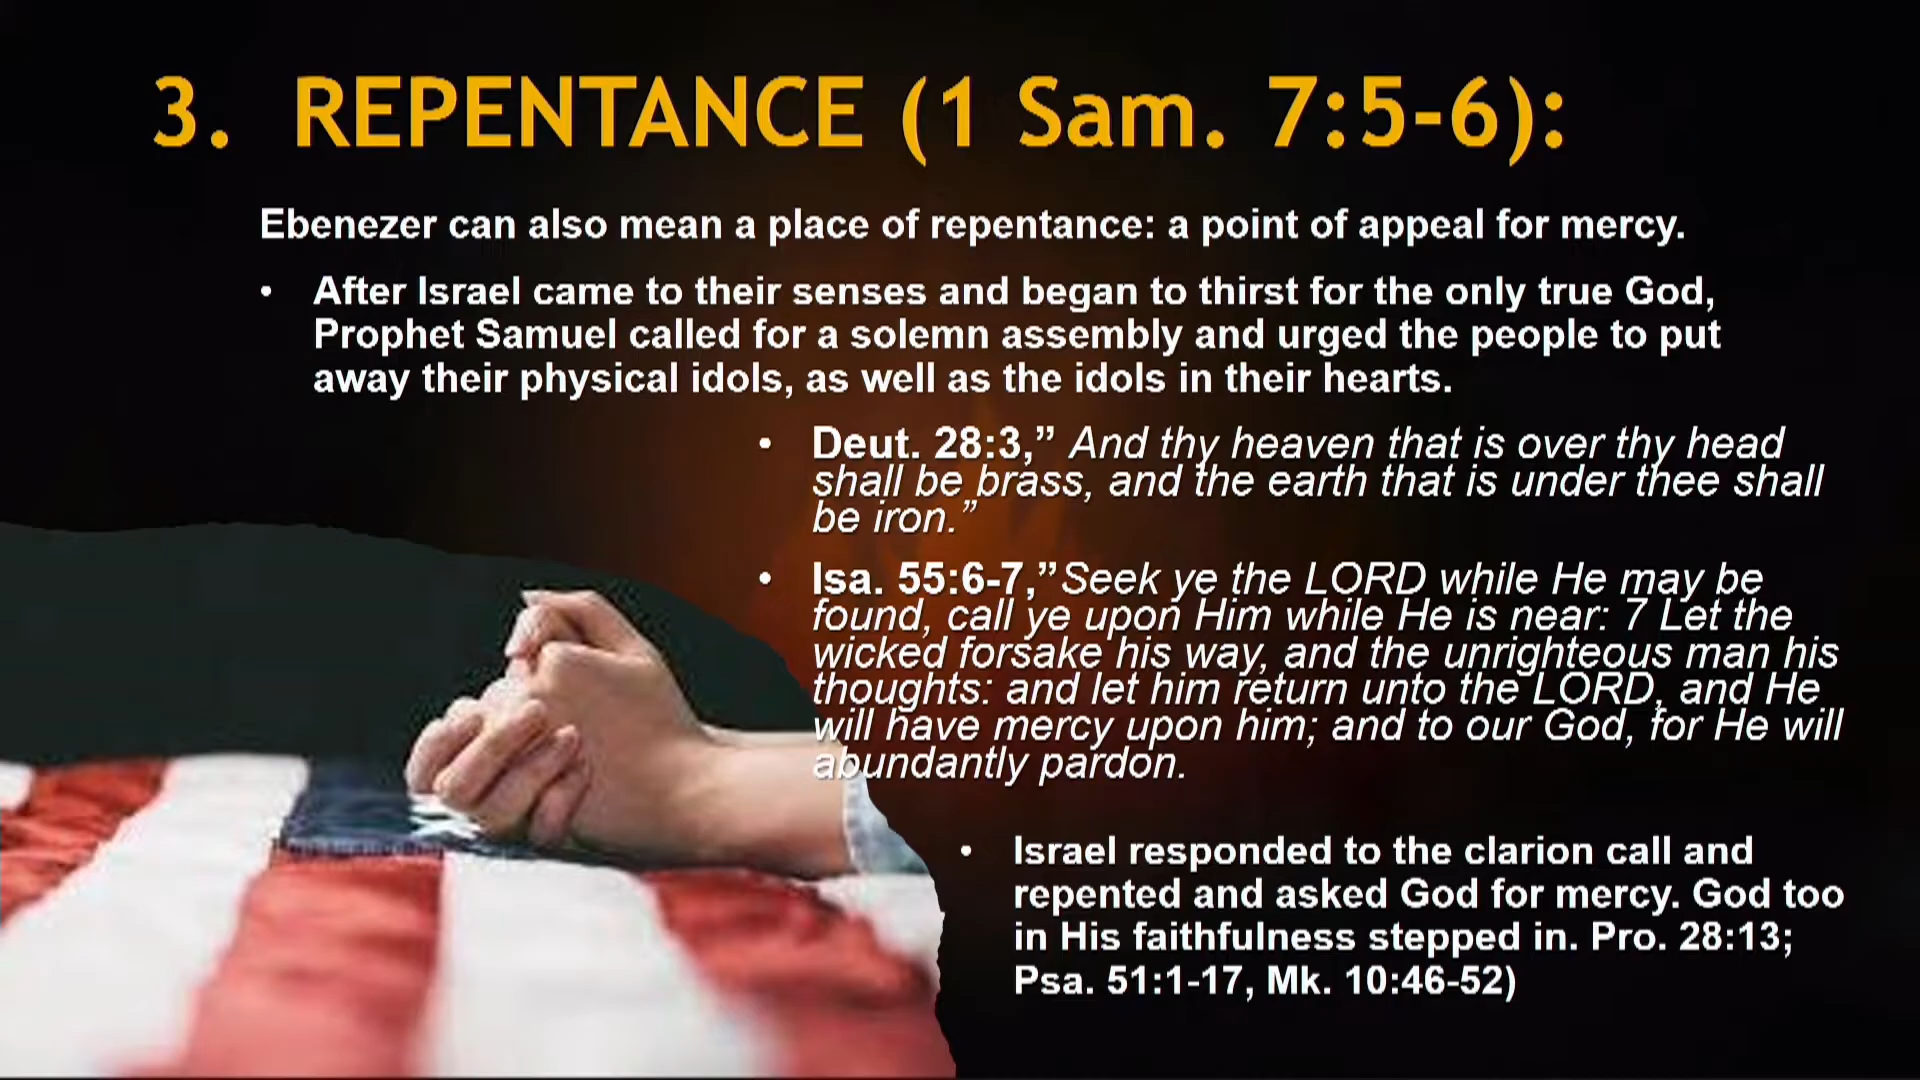 3. REPENTANCE (1 Sam. 7:5-6):
Ebenezer can also mean a place of repentance: a point of appeal for mercy.
• After Israel came to their senses and began to thirst for the only true God,
Prophet Samuel called for a solemn assembly and urged the people to put
away their physical idols, as well as the idols in their hearts.
• Deut. 28:3,” And thy heaven that is over thy head
shall be brass, and the earth that is under thee shall
be iron.”
• Isa. 55:6-7,”Seek ye the LORD while He may be
found, call ye upon Him while He is near: 7 Let the
wicked forsake his way, and the unrighteous man his
thoughts: and let him return unto the LORD, and He
will have mercy upon him; and to our God, for He will
abundantly pardon.
• Israel responded to the clarion call and
repented and asked God for mercy. God too
in His faithfulness stepped in. Pro. 28:13;
Psa. 51:1-17, Mk. 10:46-52)